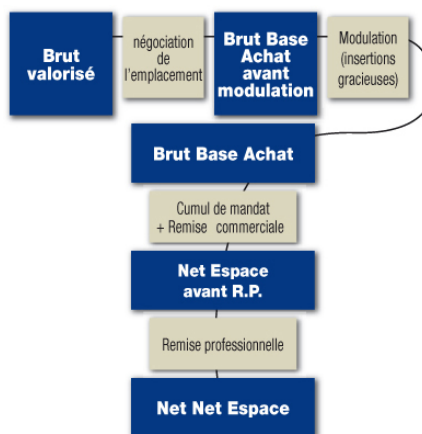 Brut
valorisé
négociation
de
l'emplacement
Brut Base
Achat
avant
modulation
Modulation
(insertions
gracieuses)
Brut Base Achat
Cumul de mandat
+ Remise commerciale
Net Espace
avant R.P.
Remise professionnelle
Net Net Espace